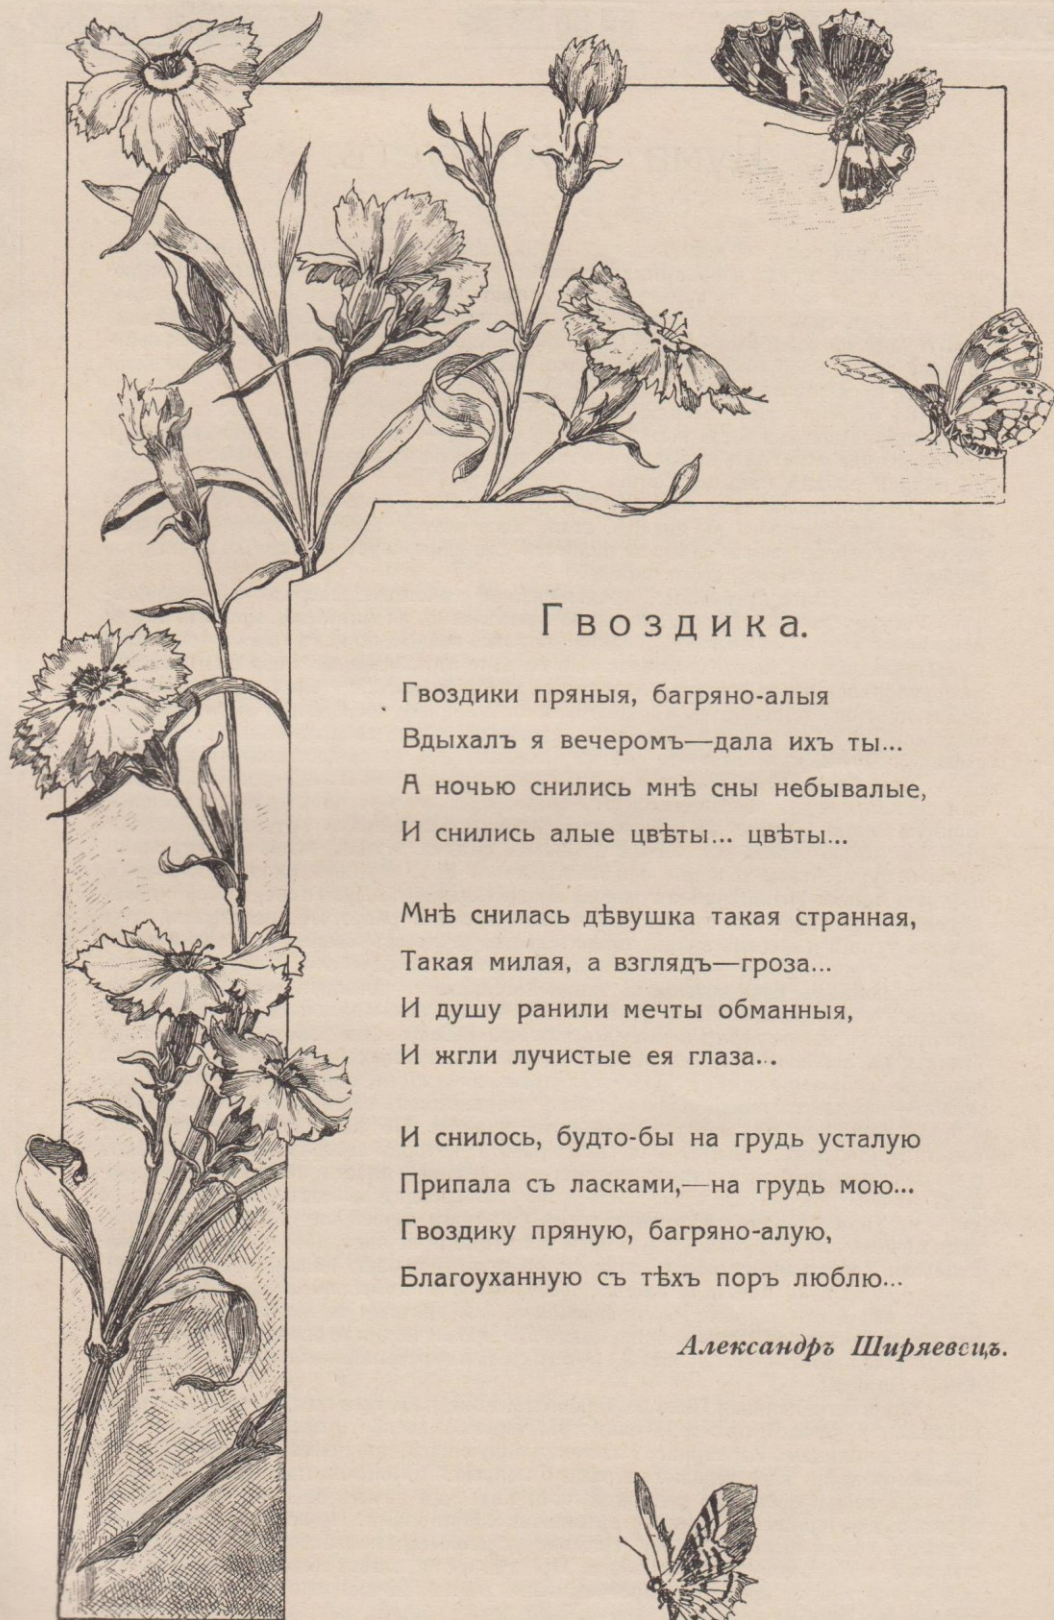 Гвоздика.
Гвоздики пряныя, багряно-алыя
Вдыхалъ я вечеромъ—дала ихъ ты...
А ночью снились мнѣ сны небывалые,
И снились алые цвѣты... цвѣты...
Мнѣ снилась дѣвушка такая странная,
Такая милая, а взглядъ—гроза...
И душу ранили мечты обманныя,
И жгли лучистые ея глаза...
И снилось, будто-бы на грудь усталую
Припала съ ласками,—на грудь мою...
Гвоздику пряную, багряно-алую,
Благоуханную съ тѣхъ поръ люблю...
Александръ Ширяевецъ.